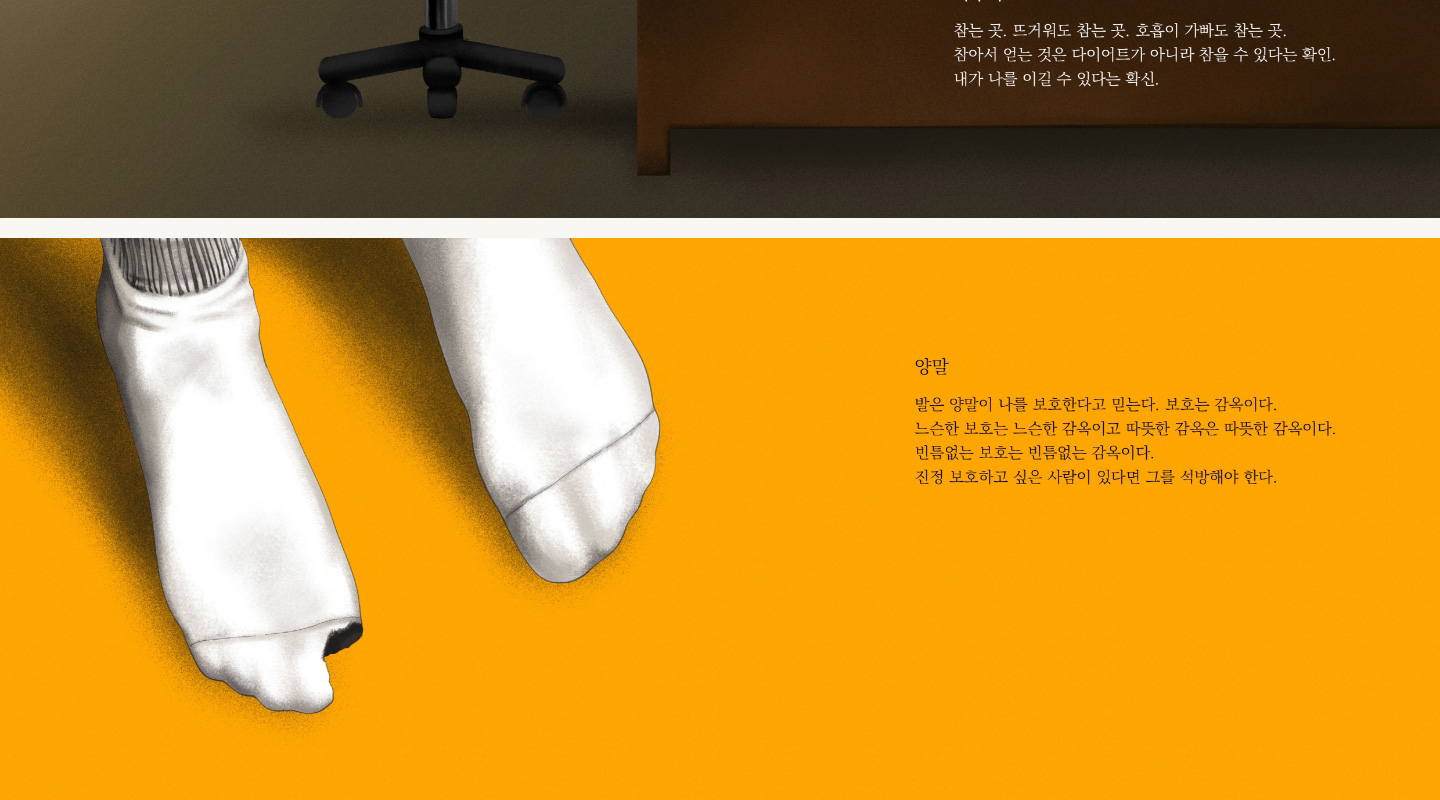 참는 곳. 뜨거워도 참는 곳. 호흡이 가빠도 참는 곳.
참아서 얻는 것은 다이어트가 아니라 참을 수 있다는 확인.
내가 나를 이길 수 있다는 확신.
양말
발은 양말이 나를 보호한다고 믿는다. 보호는 감옥이다.
느슨한 보호는 느슨한 감옥이고 따뜻한 감옥은 따뜻한 감옥이다.
빈틈없는 보호는 빈틈없는 감옥이다.
진정 보호하고 싶은 사람이 있다면 그를 석방해야 한다.